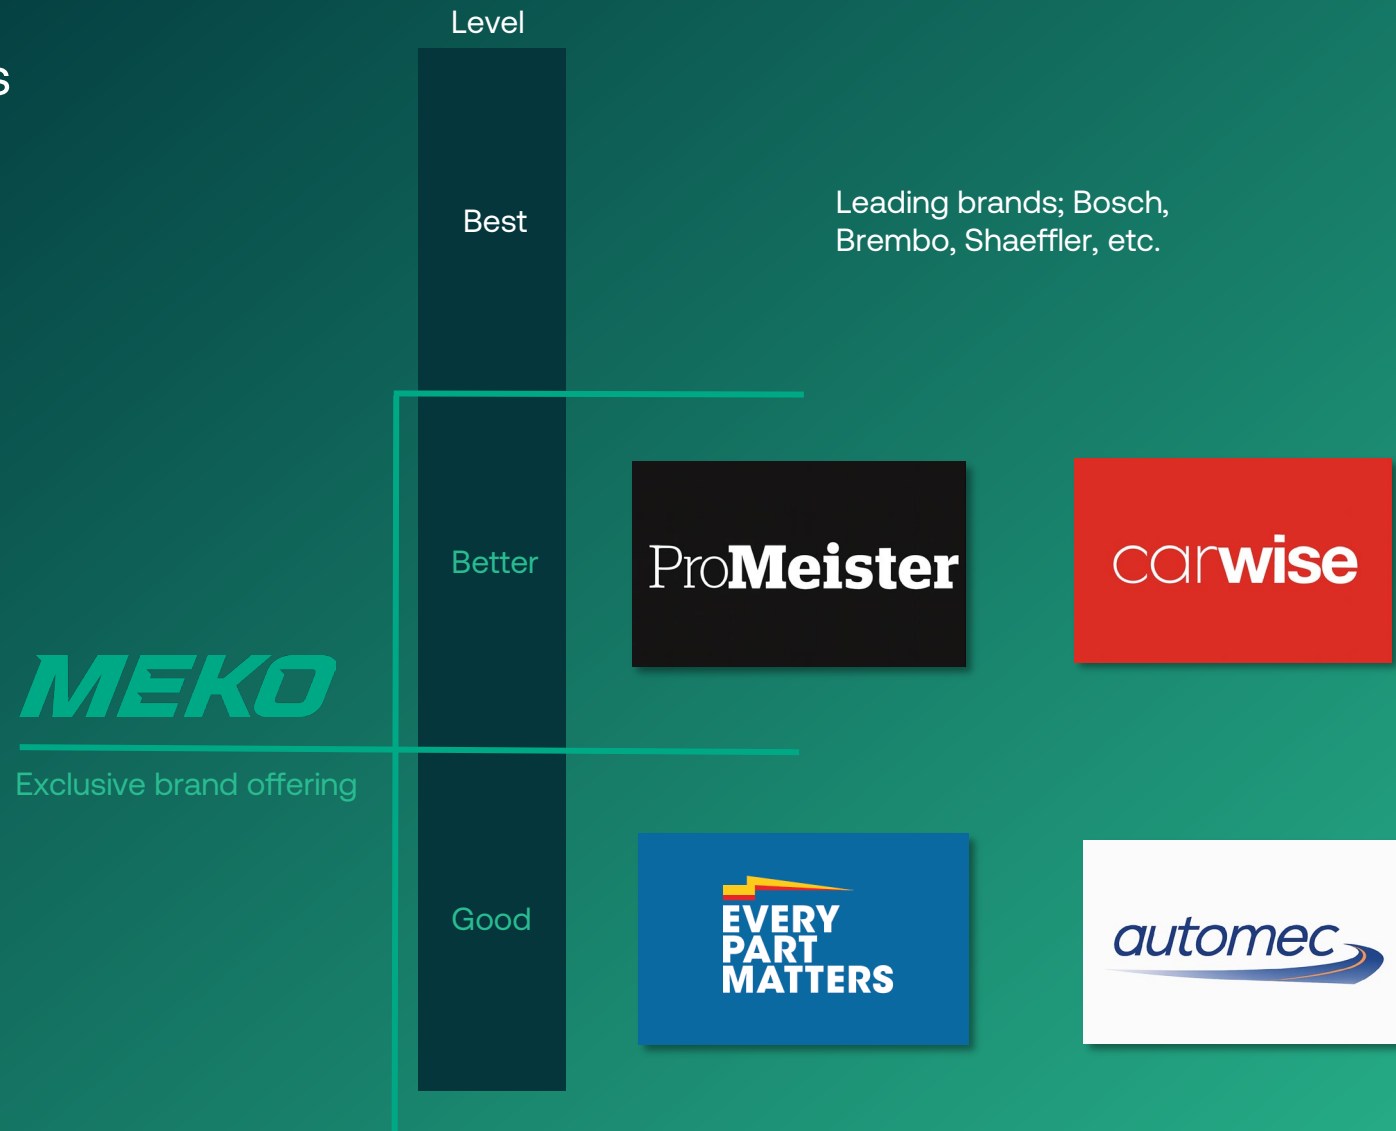 Level
s
Best
Leading brands; Bosch,
Brembo, Shaeffler, etc.
Better
ProMeister
carwise
MEKO
Exclusive brand offering
Good
EVERY
PART
MATTERS
automec